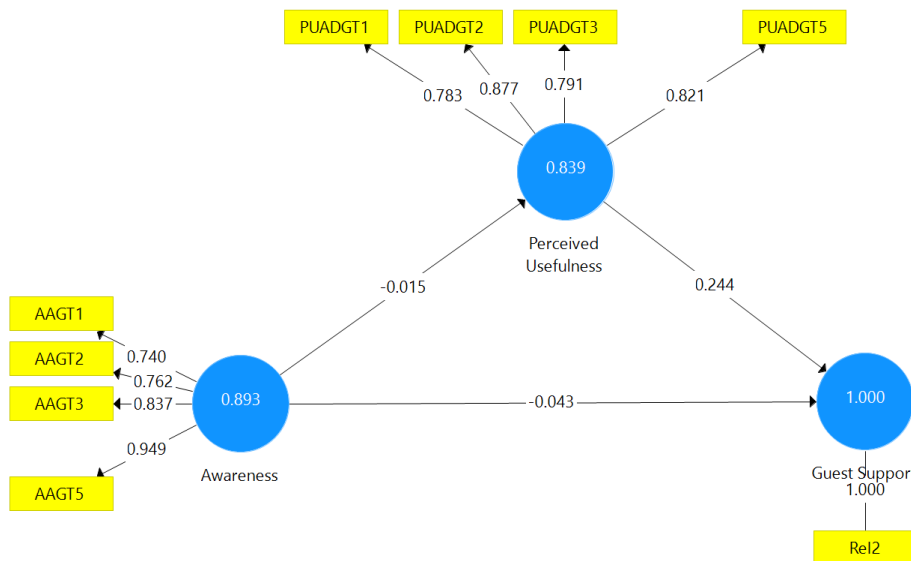 PUADGT1
PUADGT2
PUADGT3
PUADGT5
0.783
0.877
0.791
0.821
0.839
Perceived
Usefulness
-0.015
0.244
AAGT1
AAGT2
AAGT3
AAGT5
0.740
0.762
0.837
0.949
0.893
Awareness
-0.043
1.000
Guest Suppor
1.000
Rel2